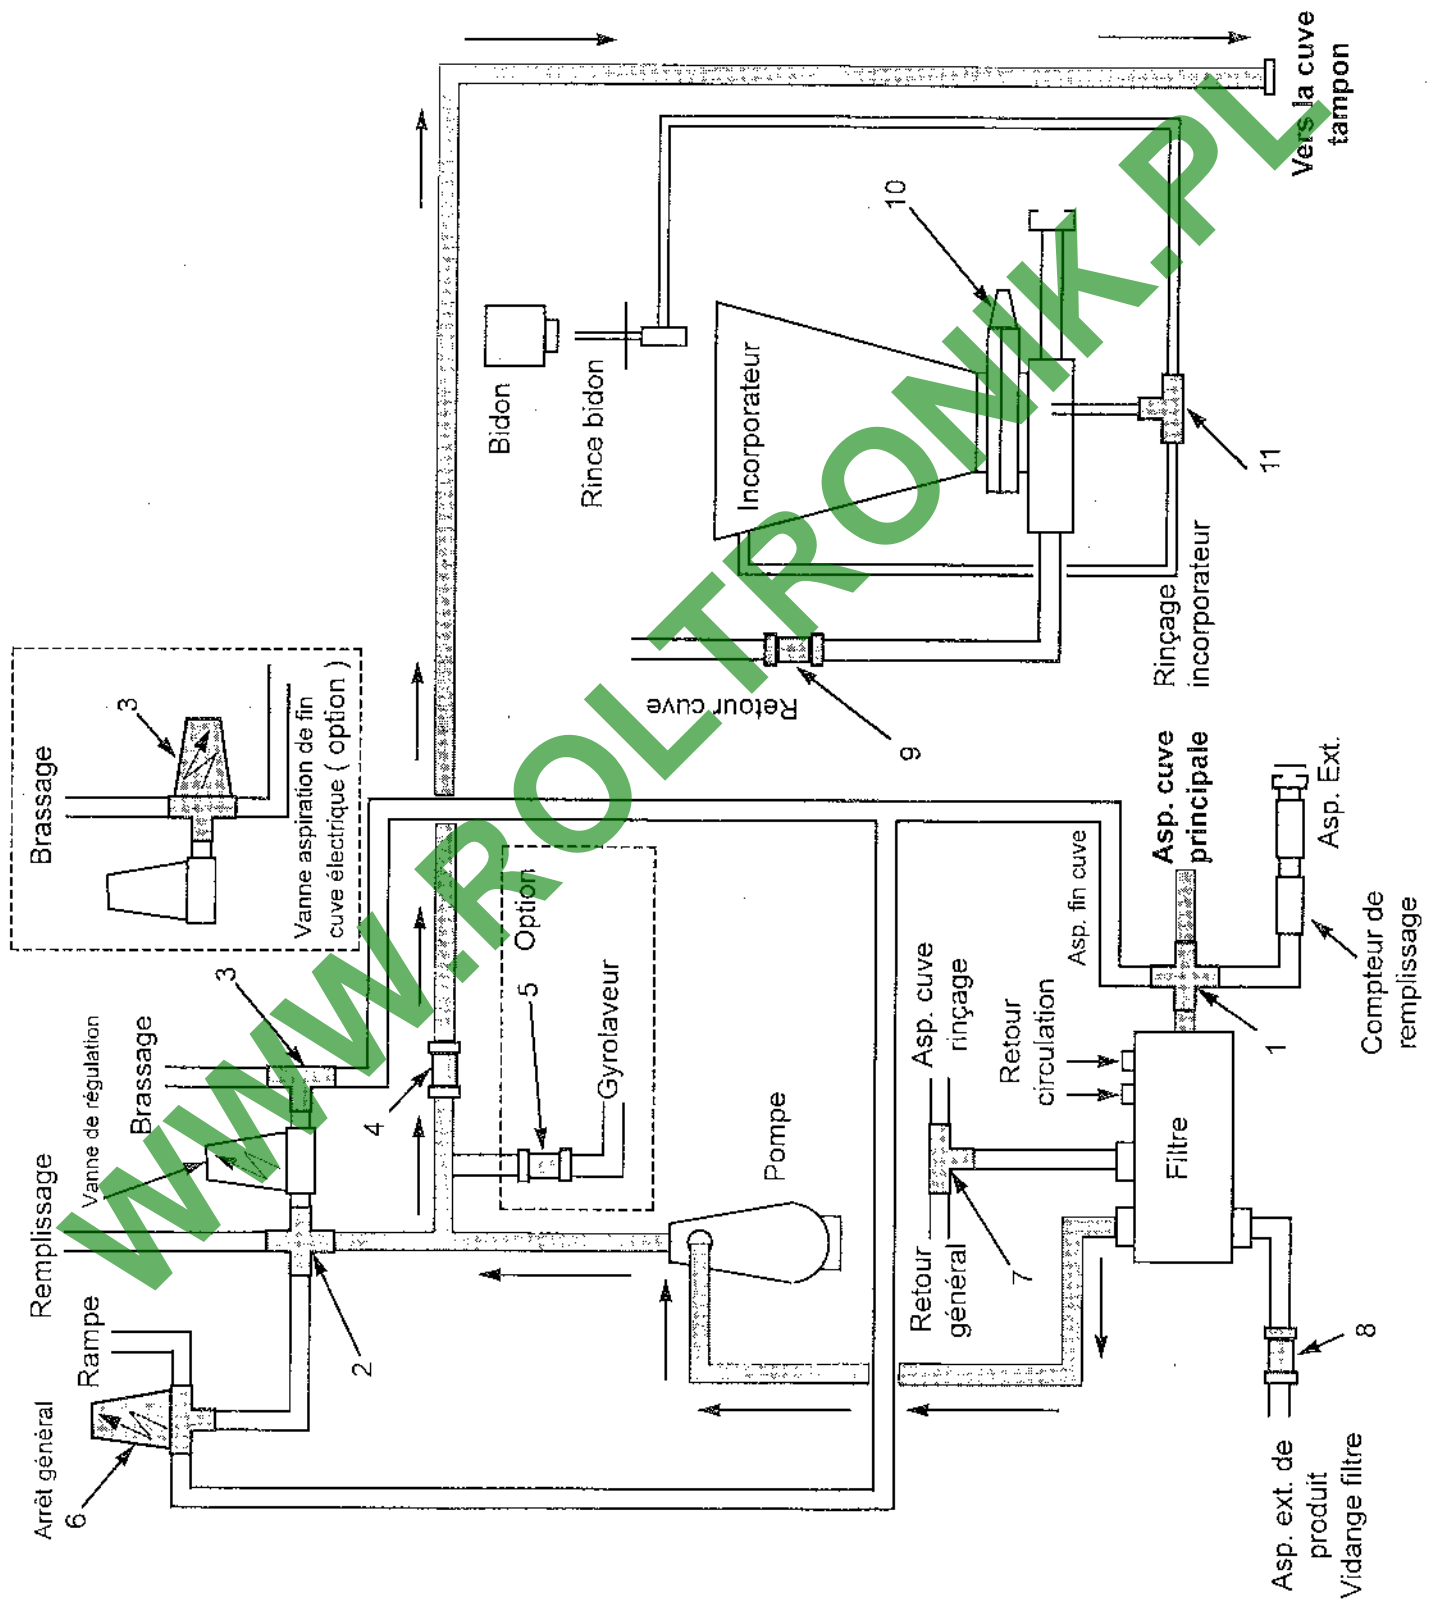 Arrêt général
6
Rampe
Remplissage
Vanne de régulation
Brassage
3
2
Brassage
3
Vanne aspiration de fin
cuve électrique ( option )
4
Option
5
Gyrolaveur
Pompe
Bidon
Rince bidon
Incorporateur
10
11
Rinçage
incorporateur
Retour cuve
9
Vers la cuve
tampon
Retour
général
7
Asp. cuve
rinçage
Retour
circulation
Asp. fin cuve
Asp. cuve
principale
Filtre
1
Asp. Ext.
Compteur de
remplissage
8
Asp. ext. de
produit
Vidange filtre
WWW.ROLTRONIK.PL